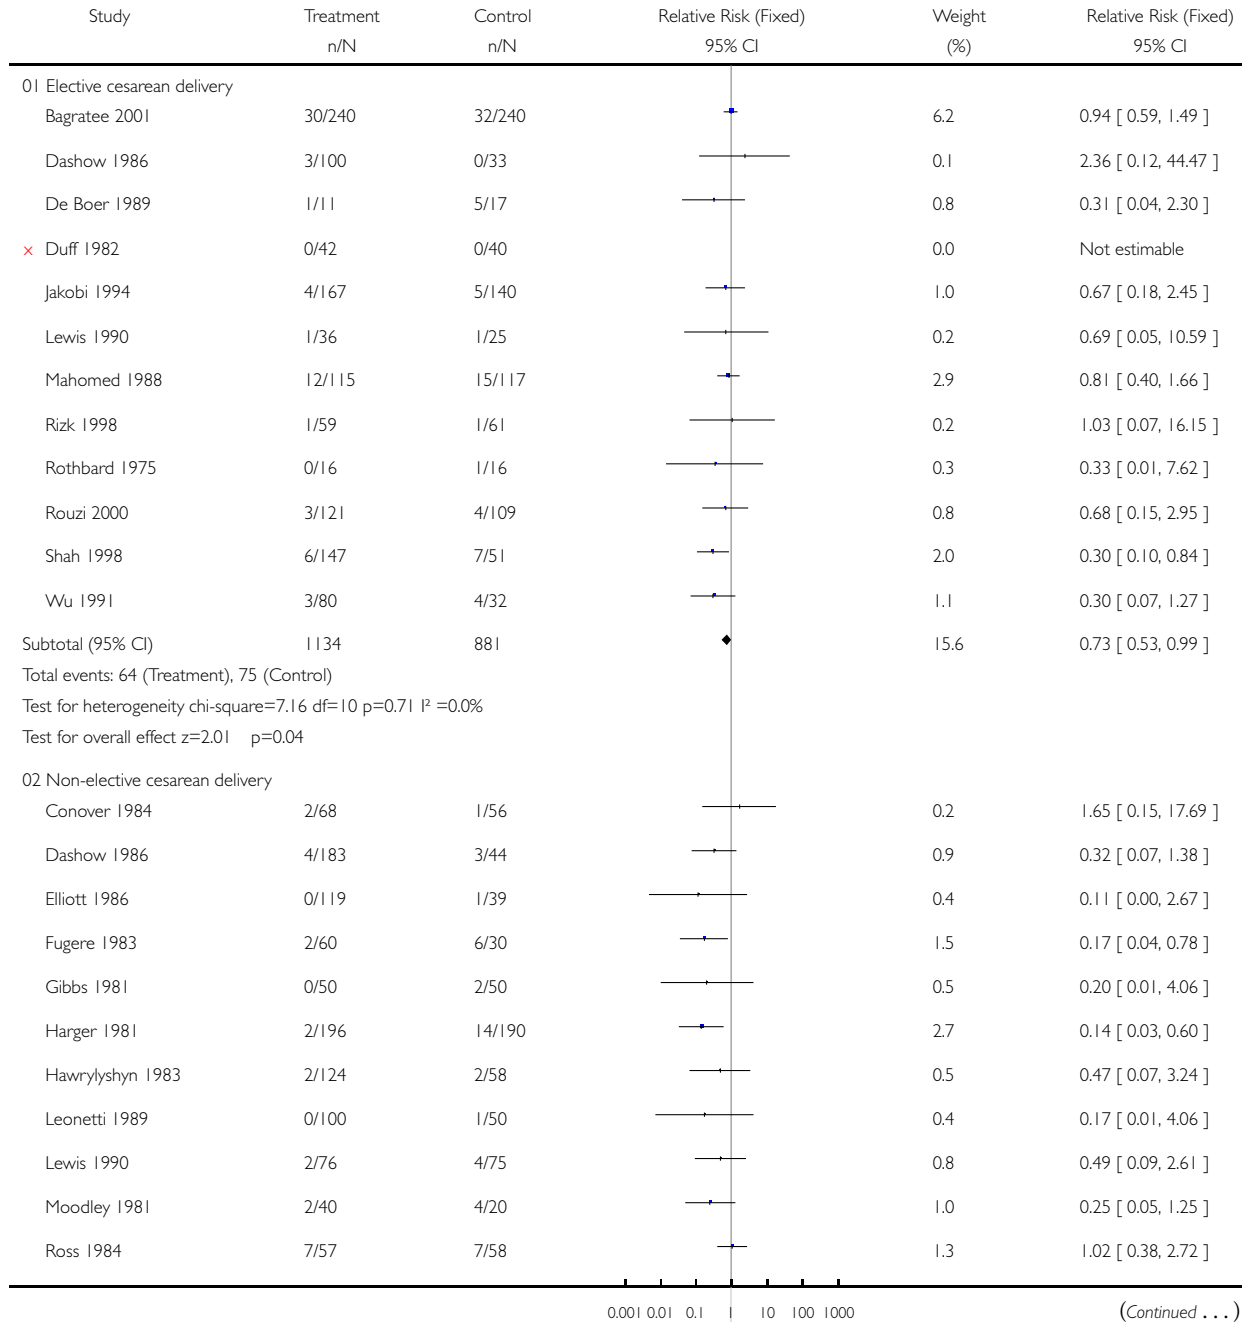 Study Treatment Control Relative Risk (Fixed) Weight Relative Risk (Fixed)
n/N n/N 95% CI (%) 95% CI
01 Elective cesarean delivery
Bagratee 2001 30/240 32/240 6.2 0.94 [ 0.59, 1.49 ]
Dashow 1986 3/100 0/33 0.1 2.36 [ 0.12, 44.47 ]
De Boer 1989 1/11 5/17 0.8 0.31 [ 0.04, 2.30 ]
× Duff 1982 0/42 0/40 0.0 Not estimable
Jakobi 1994 4/167 5/140 1.0 0.67 [ 0.18, 2.45 ]
Lewis 1990 1/36 1/25 0.2 0.69 [ 0.05, 10.59 ]
Mahomed 1988 12/115 15/117 2.9 0.81 [ 0.40, 1.66 ]
Rizk 1998 1/59 1/61 0.2 1.03 [ 0.07, 16.15 ]
Rothbard 1975 0/16 1/16 0.3 0.33 [ 0.01, 7.62 ]
Rouzi 2000 3/121 4/109 0.8 0.68 [ 0.15, 2.95 ]
Shah 1998 6/147 7/51 2.0 0.30 [ 0.10, 0.84 ]
Wu 1991 3/80 4/32 1.1 0.30 [ 0.07, 1.27 ]
Subtotal (95% CI) 1134 881 15.6 0.73 [ 0.53, 0.99 ]
Total events: 64 (Treatment), 75 (Control)
Test for heterogeneity chi-square=7.16 df=10 p=0.71 I² =0.0%
Test for overall effect z=2.01 p=0.04
02 Non-elective cesarean delivery
Conover 1984 2/68 1/56 0.2 1.65 [ 0.15, 17.69 ]
Dashow 1986 4/183 3/44 0.9 0.32 [ 0.07, 1.38 ]
Elliott 1986 0/119 1/39 0.4 0.11 [ 0.00, 2.67 ]
Fugere 1983 2/60 6/30 1.5 0.17 [ 0.04, 0.78 ]
Gibbs 1981 0/50 2/50 0.5 0.20 [ 0.01, 4.06 ]
Harger 1981 2/196 14/190 2.7 0.14 [ 0.03, 0.60 ]
Hawrylyshyn 1983 2/124 2/58 0.5 0.47 [ 0.07, 3.24 ]
Leonetti 1989 0/100 1/50 0.4 0.17 [ 0.01, 4.06 ]
Lewis 1990 2/76 4/75 0.8 0.49 [ 0.09, 2.61 ]
Moodley 1981 2/40 4/20 1.0 0.25 [ 0.05, 1.25 ]
Ross 1984 7/57 7/58 1.3 1.02 [ 0.38, 2.72 ]
0.001 0.01 0.1 1 10 100 1000
(Continued . . . )